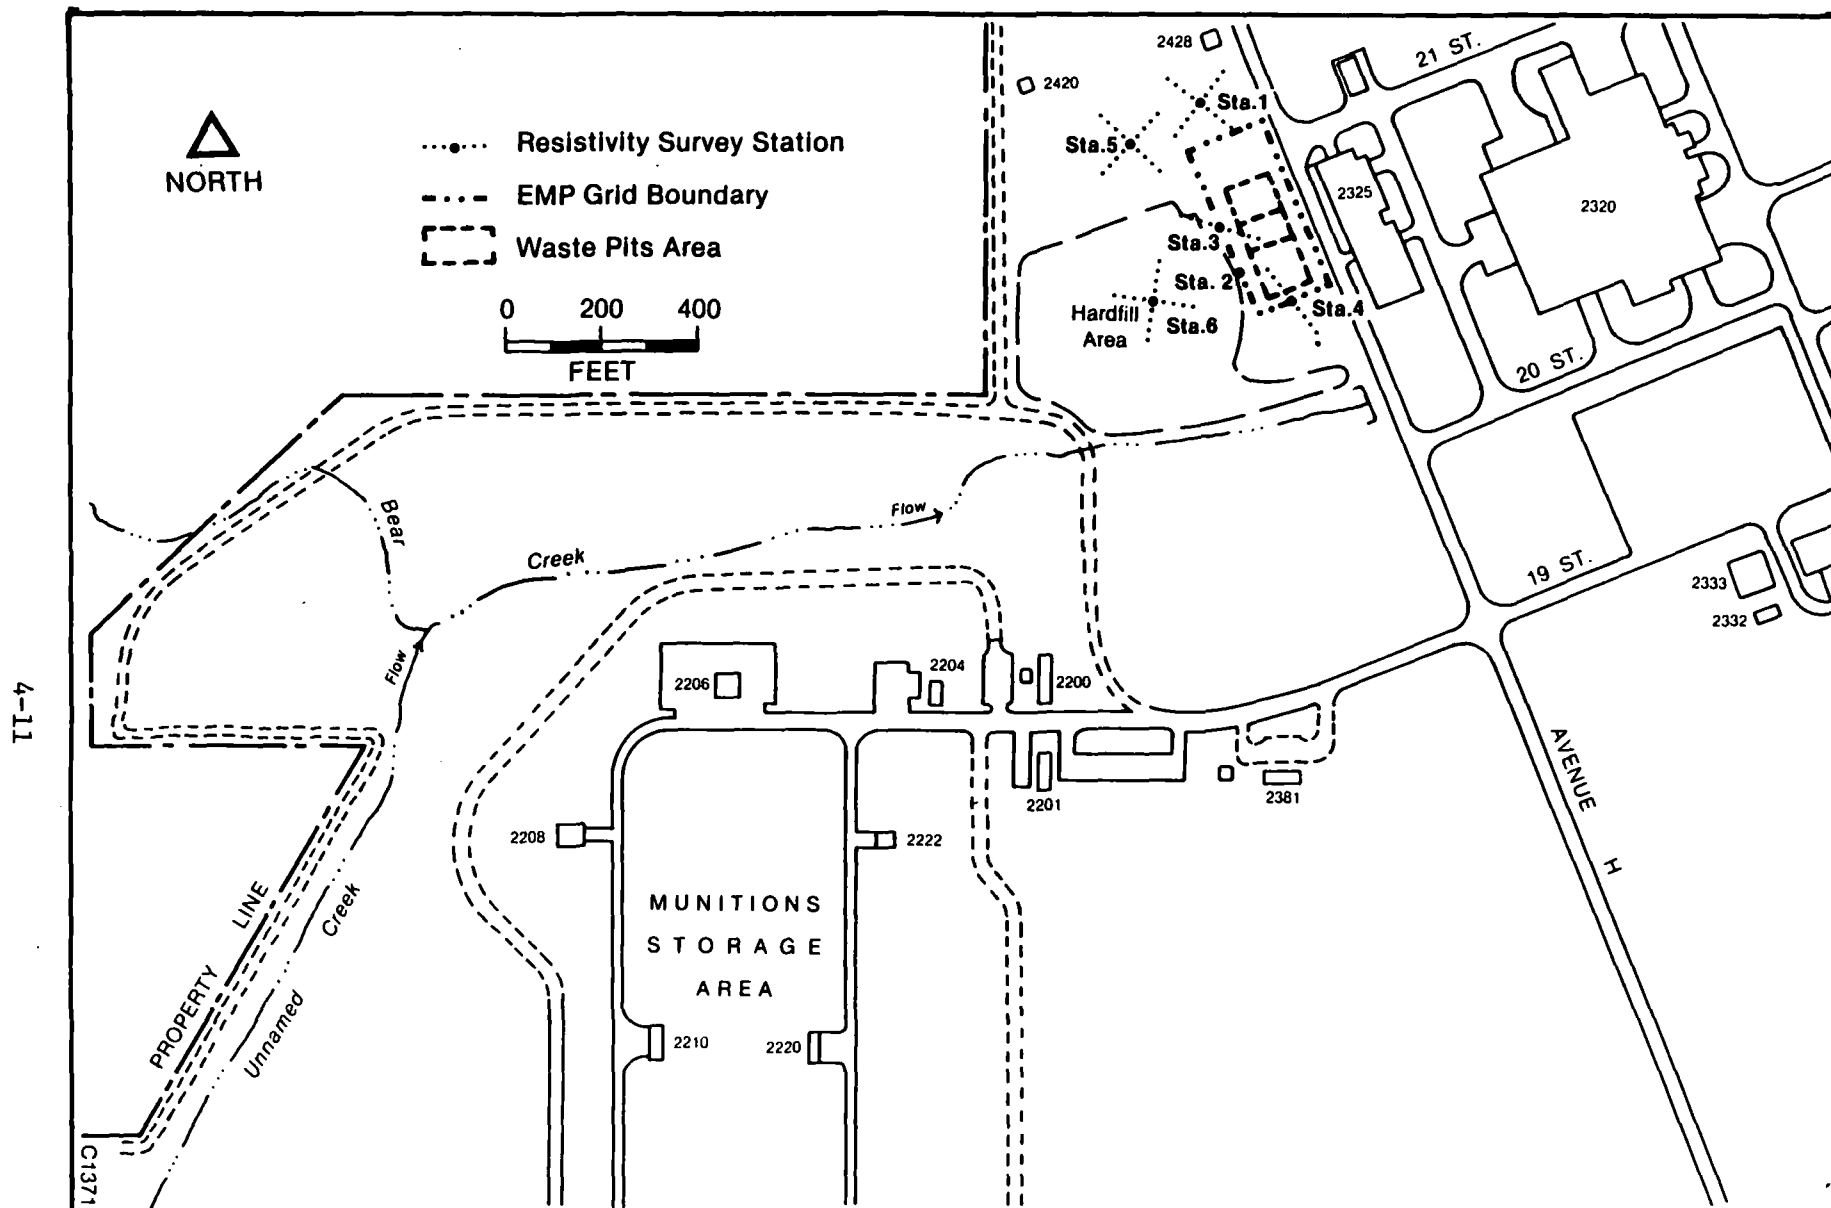 2428
21 ST.
2420
Sta.1
Sta.5
NORTH
Resistivity Survey Station
EMP Grid Boundary
Waste Pits Area
2325
2320
Sta.3
Sta. 2
Sta.4
Hardfill
Area
Sta.6
0 200 400
FEET
20 ST.
Bear
Creek
Flow
19 ST.
2333
2332
Flow
2206
2204
2200
4-11
AVENUE H
2201
2381
2208
2222
MUNITIONS
STORAGE
AREA
PROPERTY LINE
Unnamed Creek
2210
2220
C1371